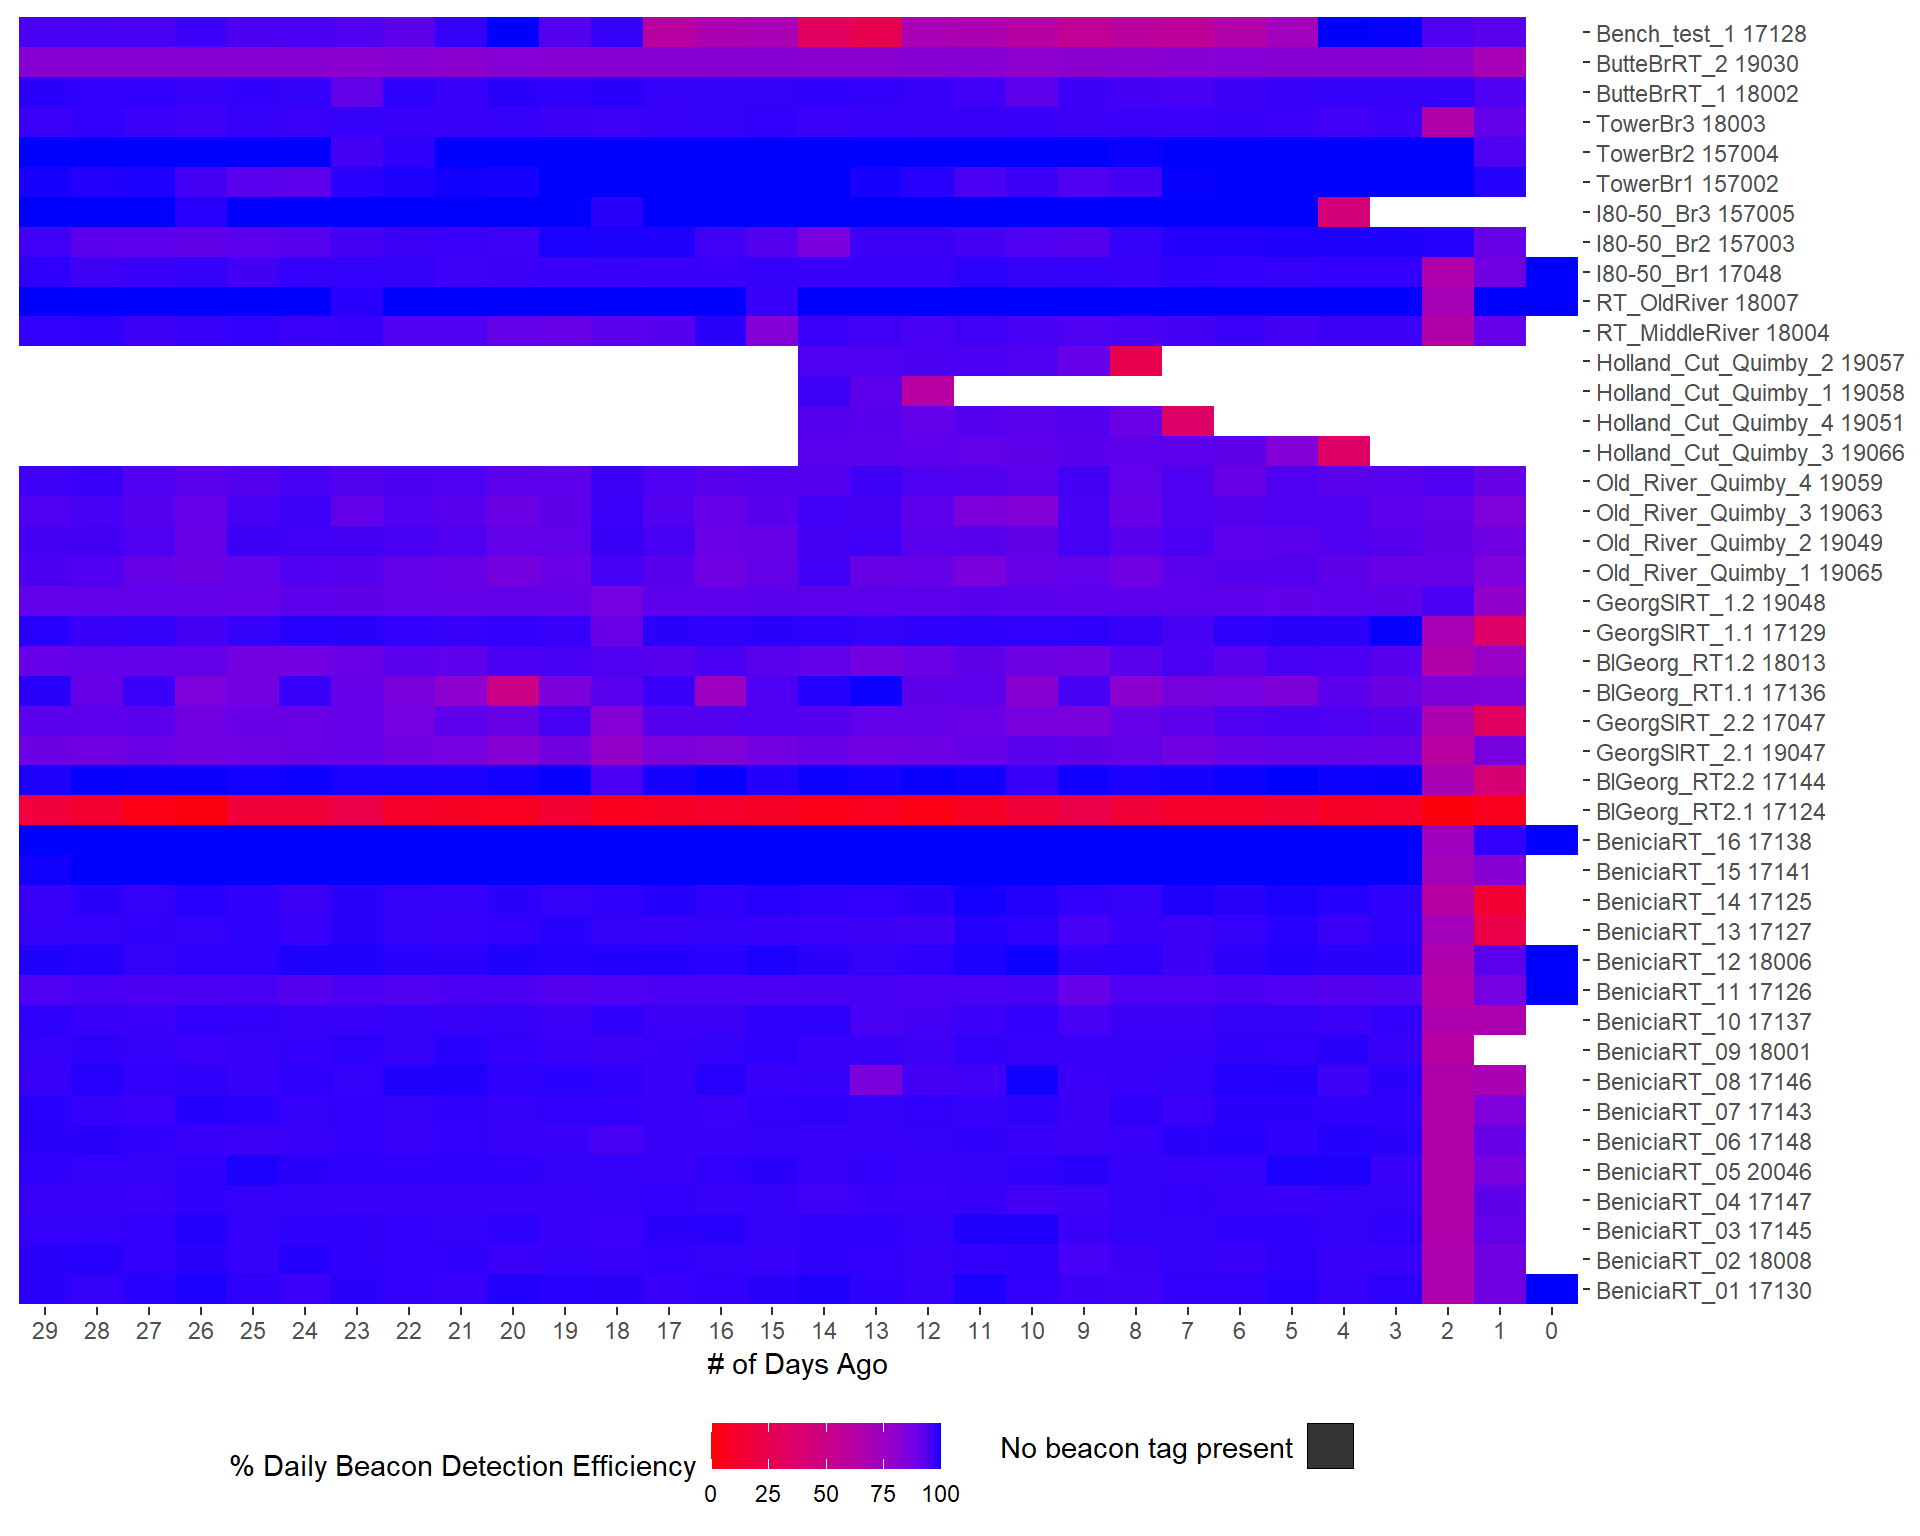 Bench_test_1 17128
ButteBrRT_2 19030
ButteBrRT_1 18002
TowerBr3 18003
TowerBr2 157004
TowerBr1 157002
I80-50_Br3 157005
I80-50_Br2 157003
I80-50_Br1 17048
RT_OldRiver 18007
RT_MiddleRiver 18004
Holland_Cut_Quimby_2 19057
Holland_Cut_Quimby_1 19058
Holland_Cut_Quimby_4 19051
Holland_Cut_Quimby_3 19066
Old_River_Quimby_4 19059
Old_River_Quimby_3 19063
Old_River_Quimby_2 19049
Old_River_Quimby_1 19065
GeorgSlRT_1.2 19048
GeorgSlRT_1.1 17129
BlGeorg_RT1.2 18013
BlGeorg_RT1.1 17136
GeorgSlRT_2.2 17047
GeorgSlRT_2.1 19047
BlGeorg_RT2.2 17144
BlGeorg_RT2.1 17124
BeniciaRT_16 17138
BeniciaRT_15 17141
BeniciaRT_14 17125
BeniciaRT_13 17127
BeniciaRT_12 18006
BeniciaRT_11 17126
BeniciaRT_10 17137
BeniciaRT_09 18001
BeniciaRT_08 17146
BeniciaRT_07 17143
BeniciaRT_06 17148
BeniciaRT_05 20046
BeniciaRT_04 17147
BeniciaRT_03 17145
BeniciaRT_02 18008
BeniciaRT_01 17130
29 28 27 26 25 24 23 22 21 20 19 18 17 16 15 14 13 12 11 10 9 8 7 6 5 4 3 2 1 0
# of Days Ago
% Daily Beacon Detection Efficiency
0 25 50 75 100
No beacon tag present